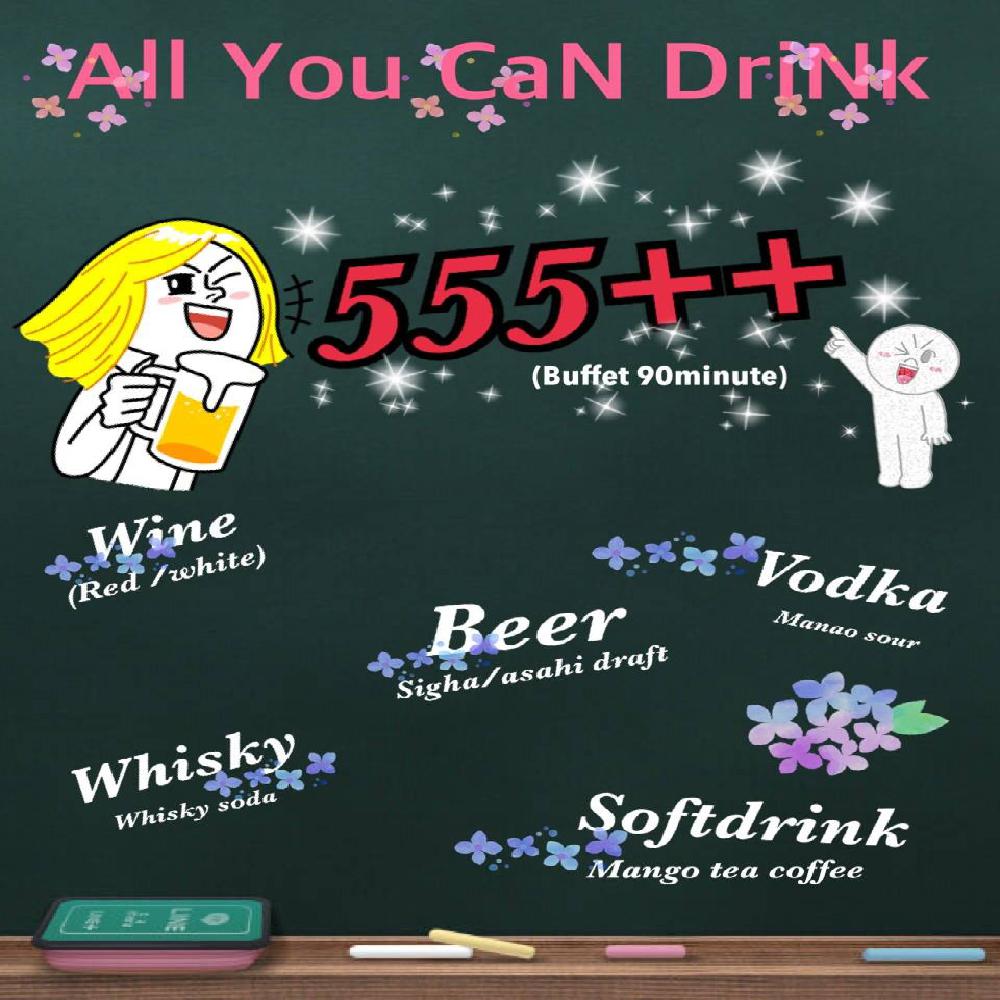 All You CaN DriNk
555++
(Buffet 90minute)
Wine
(Red /white)
Vodka
Manao sour
Beer
Sigha/asahi draft
Whisky
Whisky soda
Softdrink
Mango tea coffee
LINE